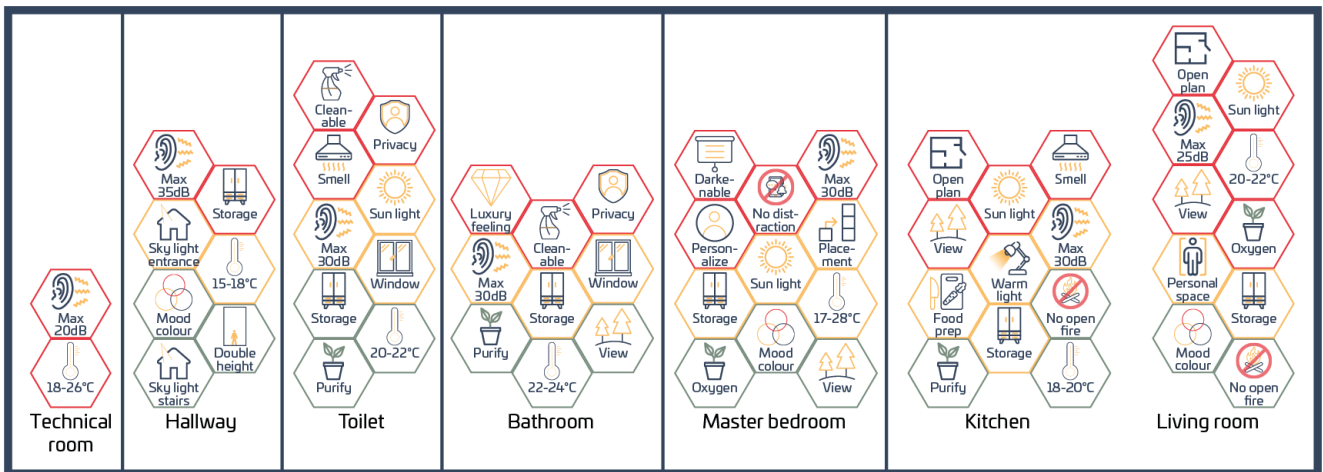 Max
20dB
18-26°C
Technical
room
Max
35dB
Storage
Sky light
entrance
15-18°C
Mood
colour
Double
height
Sky light
stairs
Hallway
Clean-
able
Privacy
Smell
Sun light
Max
30dB
Window
Storage
20-22°C
Purify
Toilet
Luxury
feeling
Privacy
Clean-
able
Max
30dB
Window
Storage
Purify
View
22-24°C
Bathroom
Darke-
nable
Max
30dB
No dist-
raction
Person-
alize
Place-
ment
Sun light
Storage
17-28°C
Mood
colour
Oxygen
View
Master bedroom
Open
plan
Smell
Sun light
View
Max
30dB
Warm
light
Food
prep
No open
fire
Storage
Purify
18-20°C
Kitchen
Open
plan
Sun light
Max
25dB
20-22°C
View
Oxygen
Personal
space
Storage
Mood
colour
No open
fire
Living room